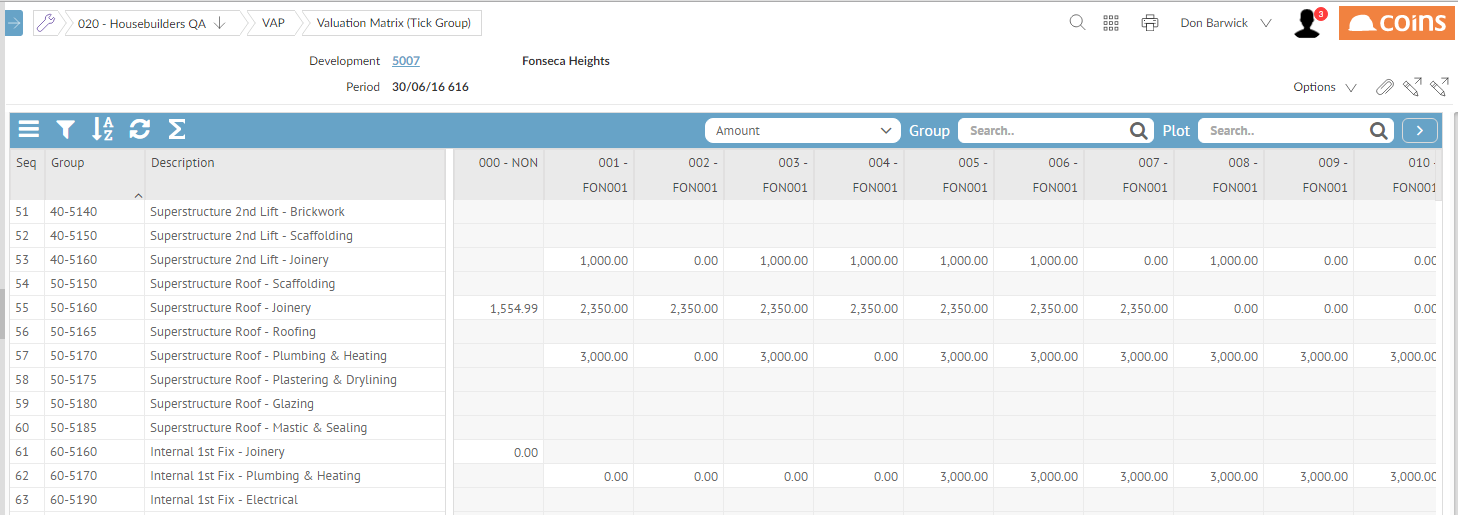 020 - Housebuilders QA VAP Valuation Matrix (Tick Group) Don Barwick 3 coins
Development 5007 Fonseca Heights
Period 30/06/16 616 Options
Amount Group Search.. Plot Search..
Seq Group Description 000 - NON 001 - 002 - 003 - 004 - 005 - 006 - 007 - 008 - 009 - 010 -
FON001 FON001 FON001 FON001 FON001 FON001 FON001 FON001 FON001 FON001
51 40-5140 Superstructure 2nd Lift - Brickwork
52 40-5150 Superstructure 2nd Lift - Scaffolding
53 40-5160 Superstructure 2nd Lift - Joinery 1,000.00 0.00 1,000.00 1,000.00 1,000.00 1,000.00 0.00 1,000.00 0.00 0.00
54 50-5150 Superstructure Roof - Scaffolding
55 50-5160 Superstructure Roof - Joinery 1,554.99 2,350.00 2,350.00 2,350.00 2,350.00 2,350.00 2,350.00 2,350.00 0.00 0.00 0.00
56 50-5165 Superstructure Roof - Roofing
57 50-5170 Superstructure Roof - Plumbing & Heating 3,000.00 0.00 3,000.00 0.00 3,000.00 3,000.00 3,000.00 3,000.00 3,000.00 3,000.00
58 50-5175 Superstructure Roof - Plastering & Drylining
59 50-5180 Superstructure Roof - Glazing
60 50-5185 Superstructure Roof - Mastic & Sealing
61 60-5160 Internal 1st Fix - Joinery 0.00
62 60-5170 Internal 1st Fix - Plumbing & Heating 0.00 0.00 0.00 0.00 3,000.00 3,000.00 3,000.00 3,000.00 3,000.00 3,000.00
63 60-5190 Internal 1st Fix - Electrical